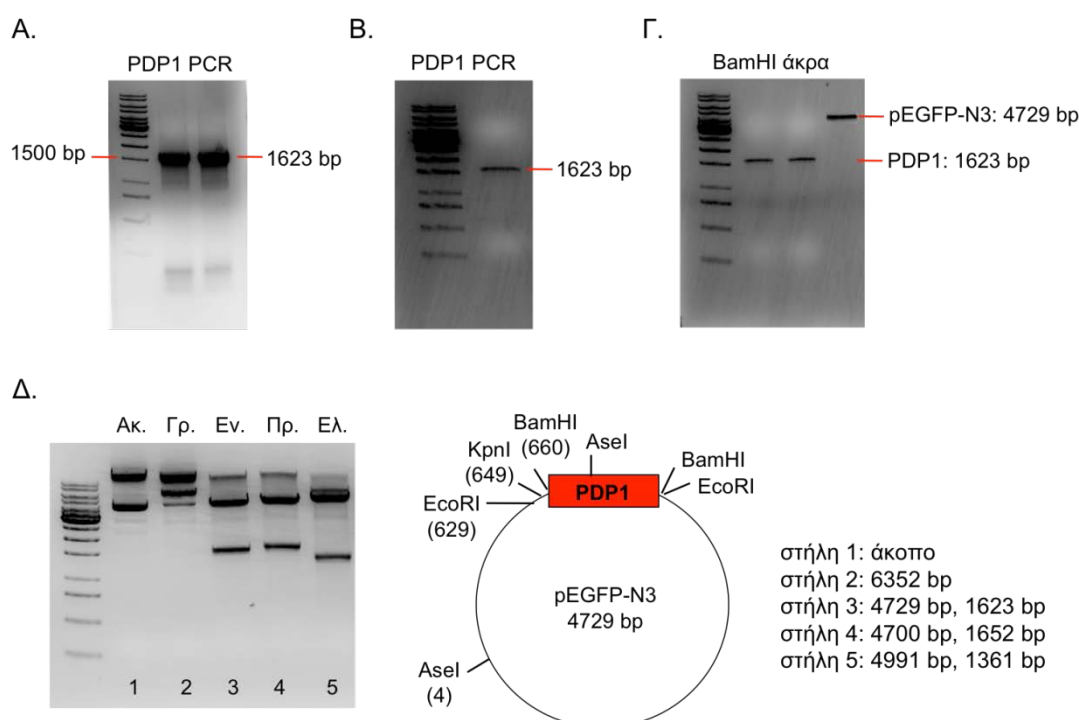 Α.
PDP1 PCR
1500 bp
1623 bp
Β.
PDP1 PCR
1623 bp
Γ.
BamHI άκρα
pEGFP-N3: 4729 bp
PDP1: 1623 bp
Δ.
Ακ. Γρ. Εν. Πρ. Ελ.
1 2 3 4 5
BamHI
(660)
AseI
KpnI
(649)
EcoRI
(629)
PDP1
BamHI
EcoRI
pEGFP-N3
4729 bp
AseI
(4)
στήλη 1: άκοπο
στήλη 2: 6352 bp
στήλη 3: 4729 bp, 1623 bp
στήλη 4: 4700 bp, 1652 bp
στήλη 5: 4991 bp, 1361 bp